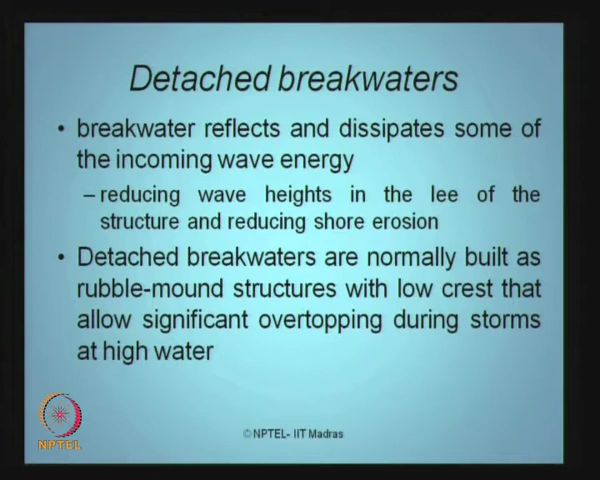 Detached breakwaters
• breakwater reflects and dissipates some of
the incoming wave energy
– reducing wave heights in the lee of the
structure and reducing shore erosion
• Detached breakwaters are normally built as
rubble-mound structures with low crest that
allow significant overtopping during storms
at high water
NPTEL
© NPTEL- IIT Madras